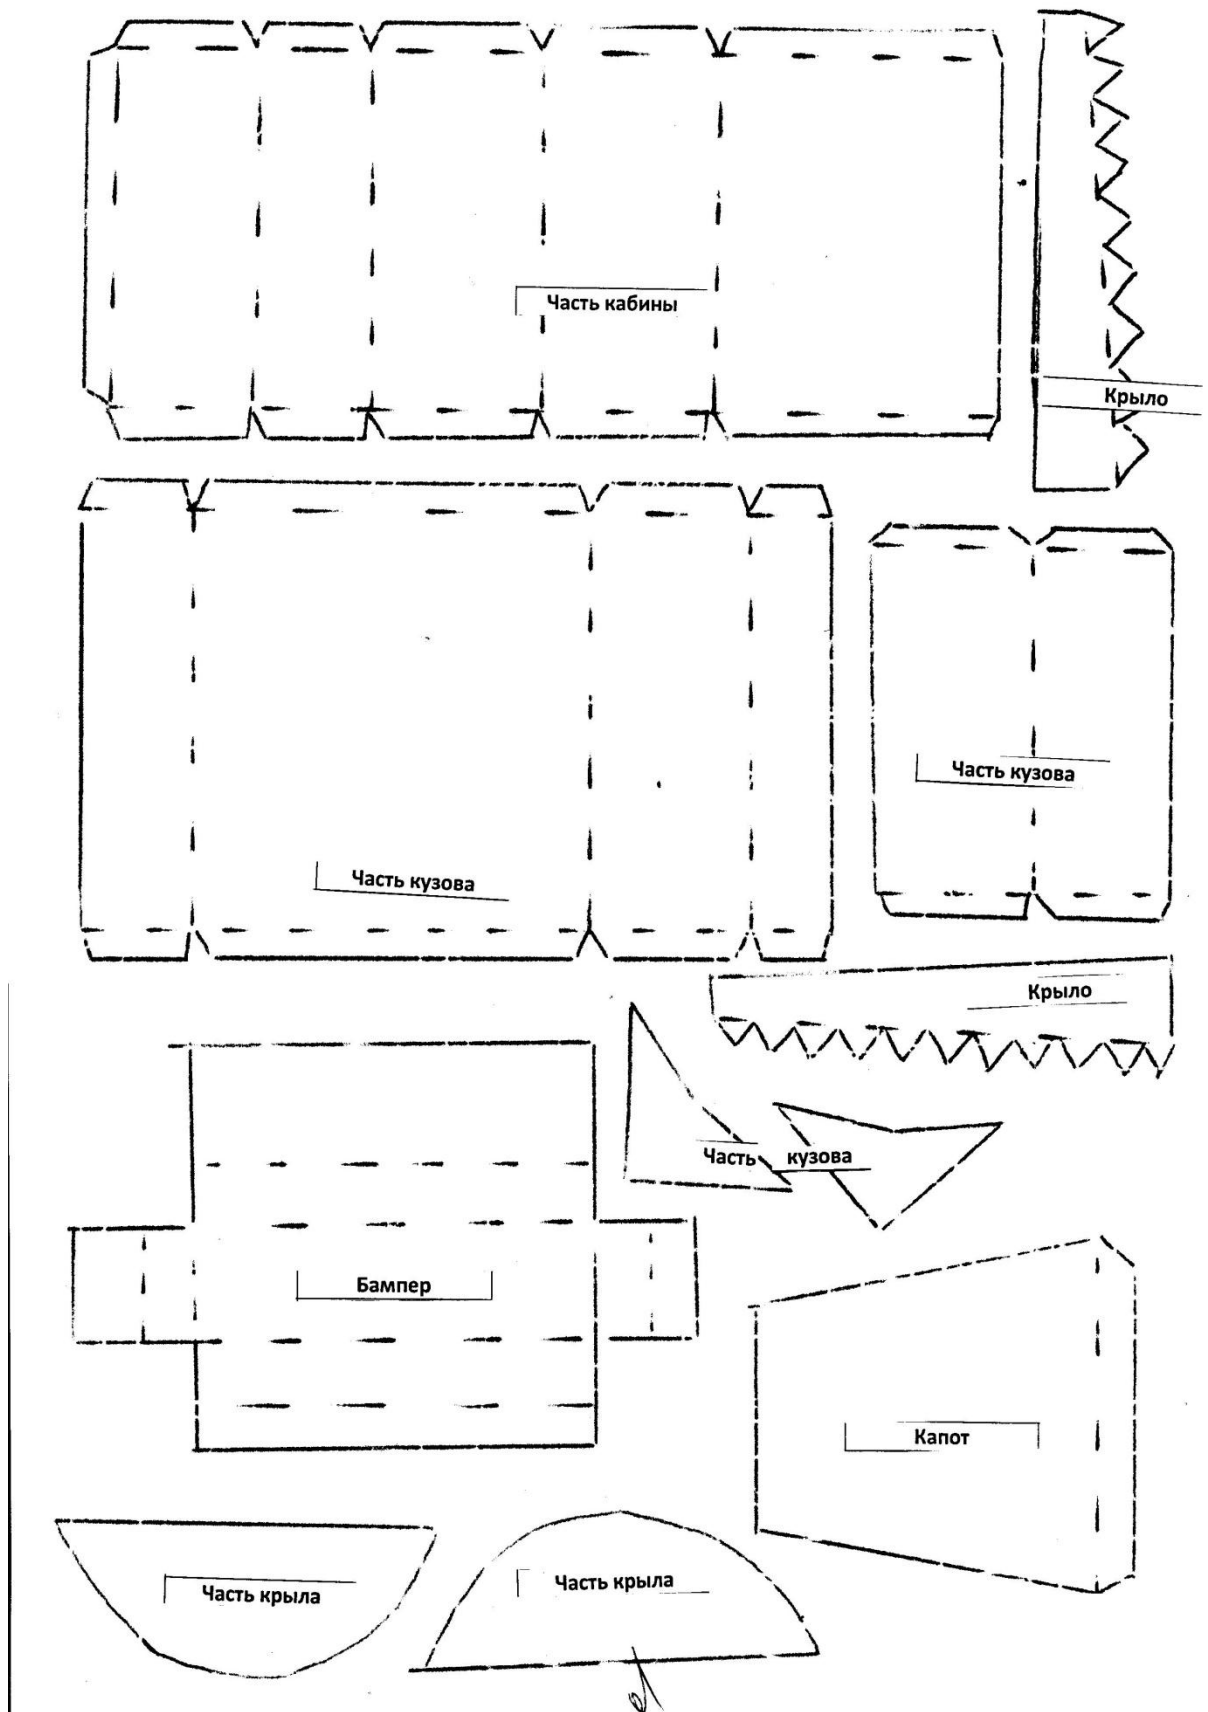 Часть кабины
Крыло
Часть кузова
Часть кузова
Крыло
Часть кузова
Бампер
Капот
Часть крыла
Часть крыла